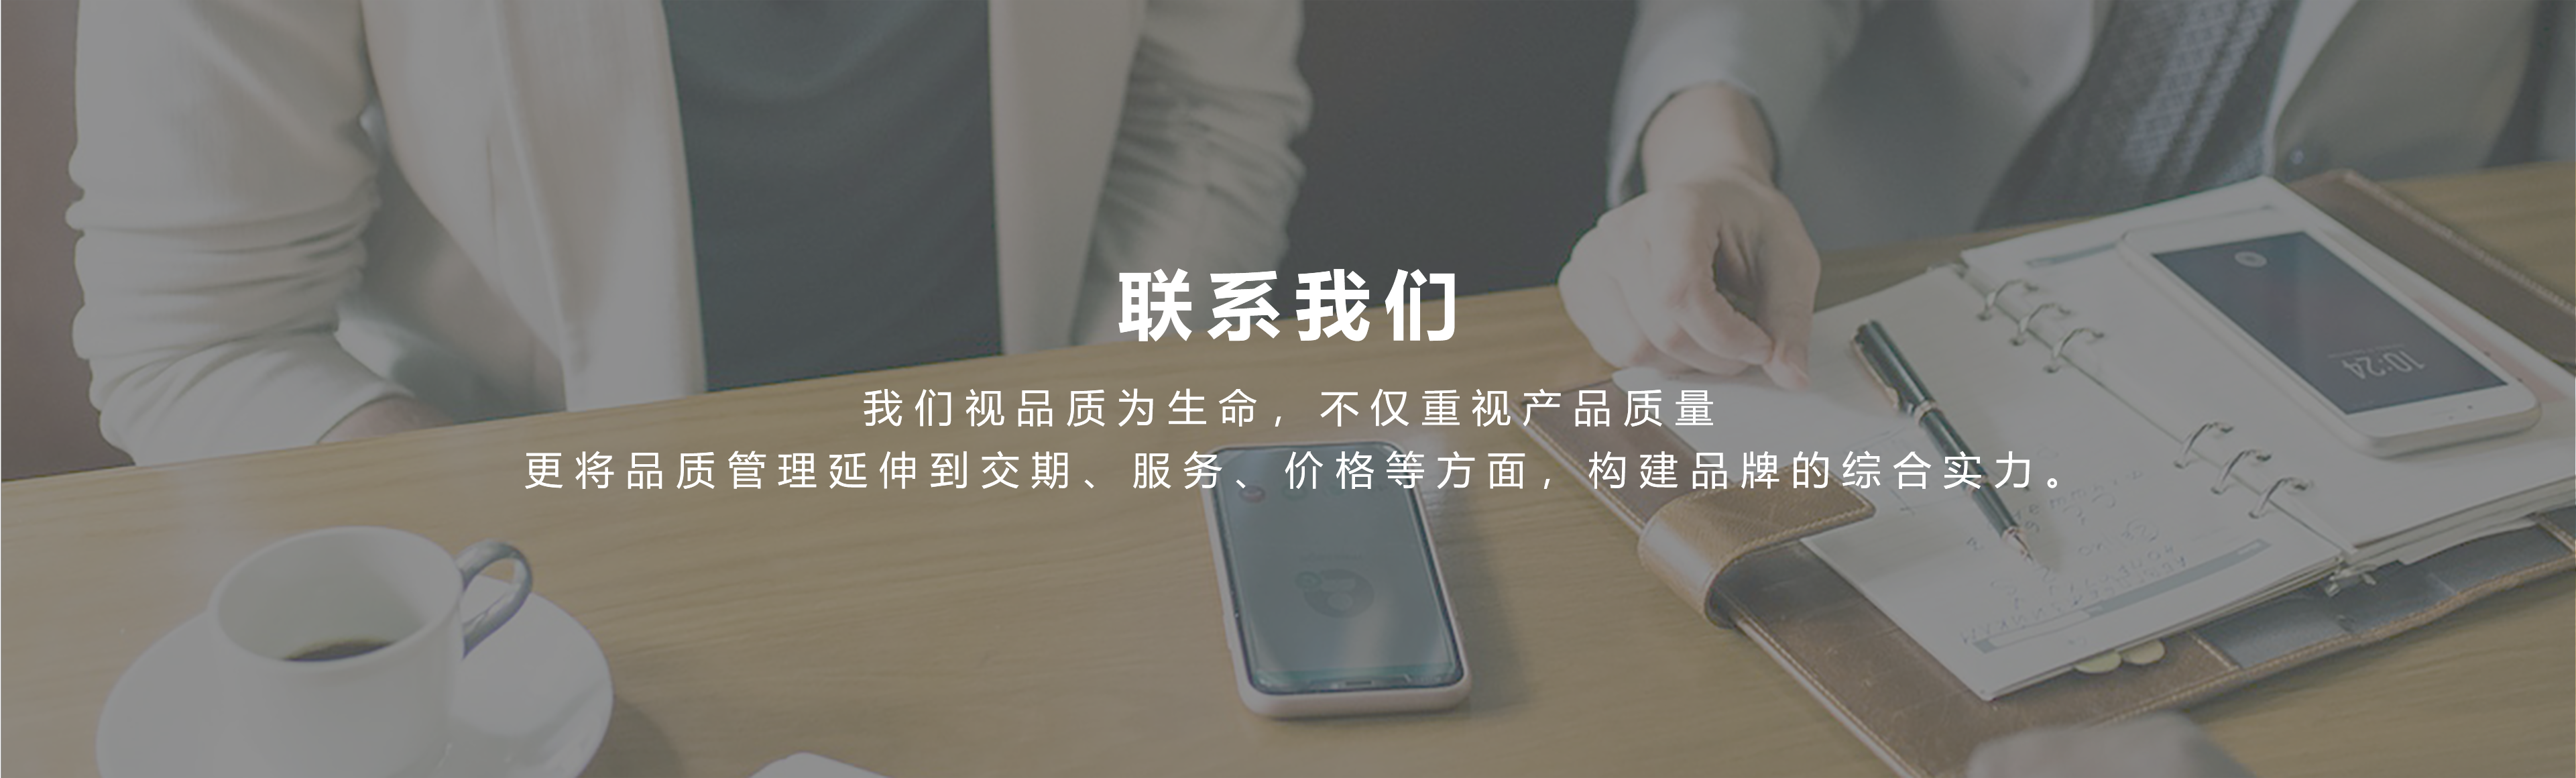 联系我们
我们视品质为生命，不仅重视产品质量
更将品质管理延伸到交期、服务、价格等方面，构建品牌的综合实力。
10:24